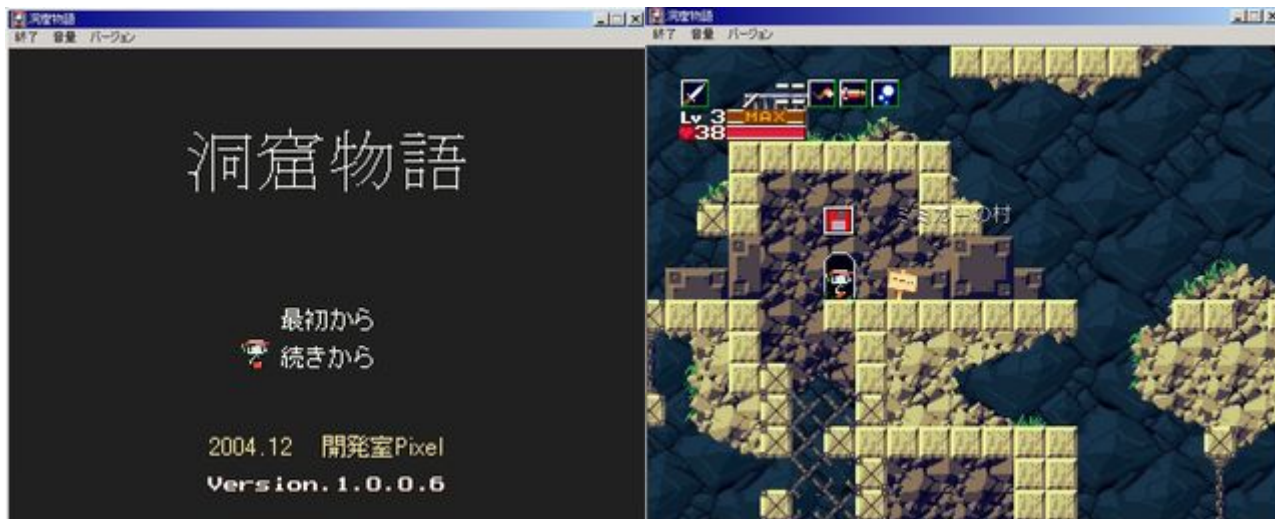 洞窟物語
終了 音量 バージョン
洞窟物語
最初から
続きから
2004.12 開発室Pixel
Version.1.0.0.6
洞窟物語
終了 音量 バージョン
Lv 3 MAX
38
ミミガーの村